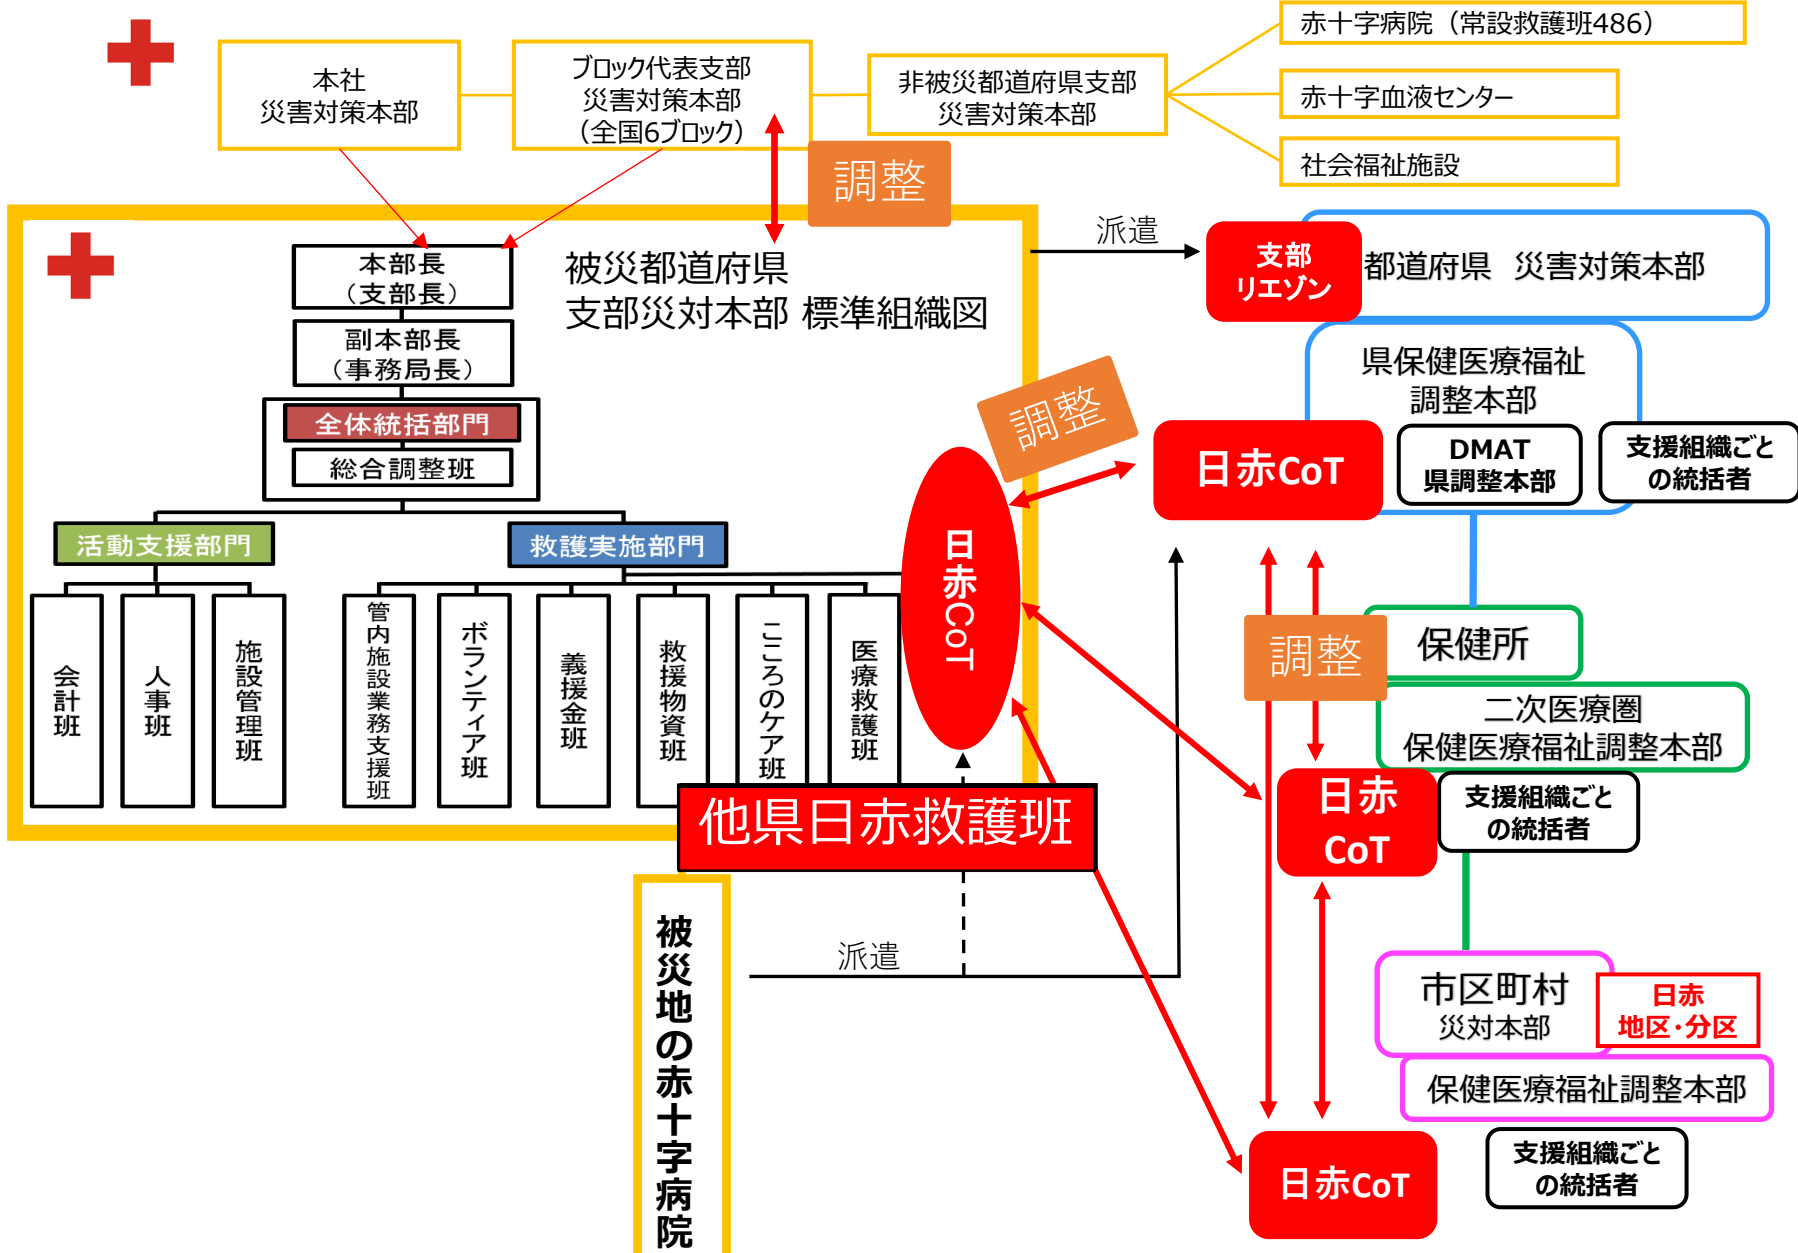 本社
災害対策本部
ブロック代表支部
災害対策本部
（全国6ブロック）
非被災都道府県支部
災害対策本部
赤十字病院（常設救護班486）
赤十字血液センター
社会福祉施設
調整
派遣
支部
リエゾン
都道府県　災害対策本部
被災都道府県
支部災対本部 標準組織図
本部長
（支部長）
副本部長
（事務局長）
全体統括部門
総合調整班
活動支援部門
救護実施部門
会計班
人事班
施設管理班
管内施設業務支援班
ボランティア班
義援金班
救援物資班
こころのケア班
医療救護班
日赤CoT
調整
県保健医療福祉
調整本部
日赤CoT
DMAT
県調整本部
支援組織ごと
の統括者
調整
保健所
二次医療圏
保健医療福祉調整本部
日赤
CoT
支援組織ごと
の統括者
他県日赤救護班
被災地の赤十字病院
派遣
市区町村
災対本部
日赤
地区・分区
保健医療福祉調整本部
日赤CoT
支援組織ごと
の統括者